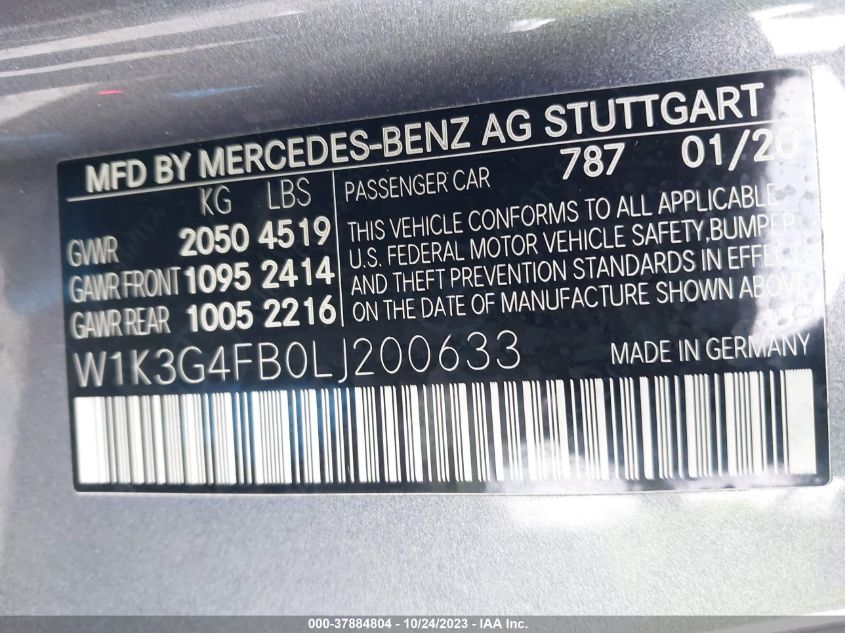 MFD BY MERCEDES-BENZ AG STUTTGART
787 01/20
KG LBS
GVWR 2050 4519
GAWR FRONT 1095 2414
GAWR REAR 1005 2216
PASSENGER CAR
THIS VEHICLE CONFORMS TO ALL APPLICABLE
U.S. FEDERAL MOTOR VEHICLE SAFETY,BUMPER
AND THEFT PREVENTION STANDARDS IN EFFECT
ON THE DATE OF MANUFACTURE SHOWN ABOVE
W1K3G4FB0LJ200633 MADE IN GERMANY
000-37884804 | 10/24/2023 - IAA Inc.